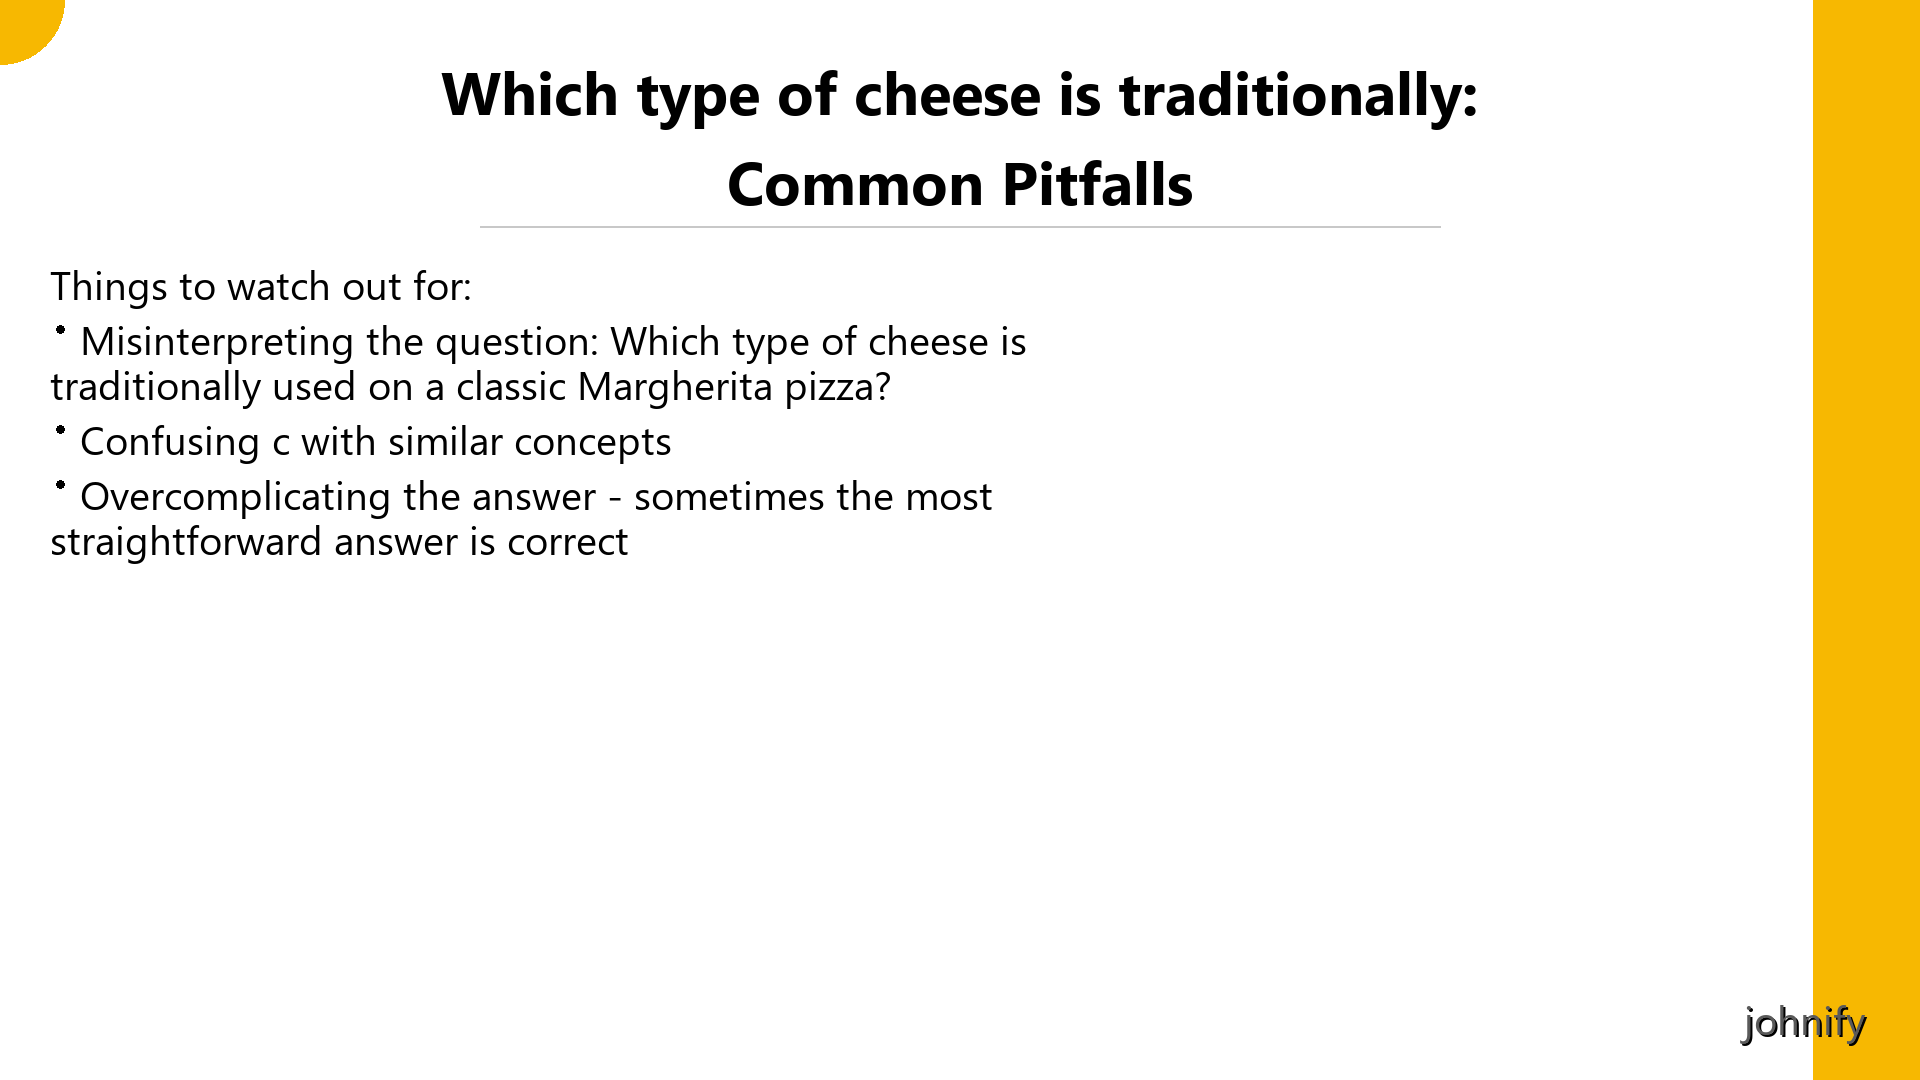 Which type of cheese is traditionally:
Common Pitfalls
Things to watch out for:
• Misinterpreting the question: Which type of cheese is
traditionally used on a classic Margherita pizza?
• Confusing c with similar concepts
• Overcomplicating the answer - sometimes the most
straightforward answer is correct
johnify